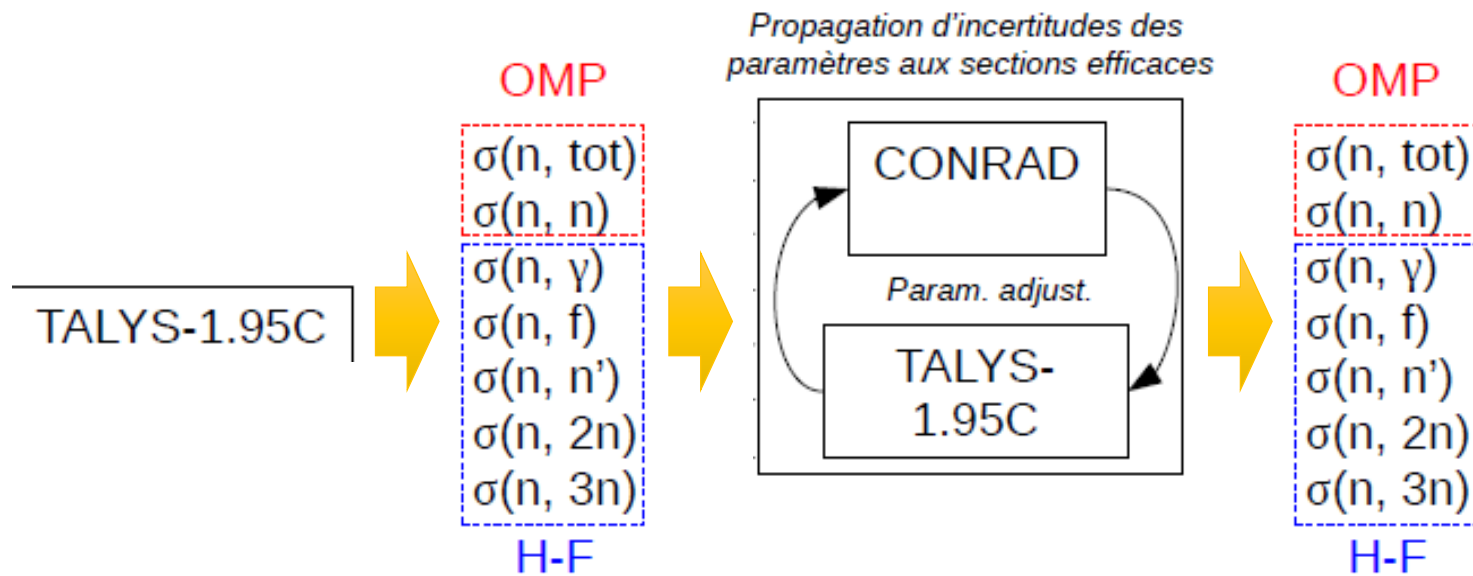 TALYS-1.95C
OMP
σ(n, tot)
σ(n, n)
σ(n, γ)
σ(n, f)
σ(n, n’)
σ(n, 2n)
σ(n, 3n)
H-F
Propagation d’incertitudes des
paramètres aux sections efficaces
CONRAD
Param. adjust.
TALYS-
1.95C
OMP
σ(n, tot)
σ(n, n)
σ(n, γ)
σ(n, f)
σ(n, n’)
σ(n, 2n)
σ(n, 3n)
H-F